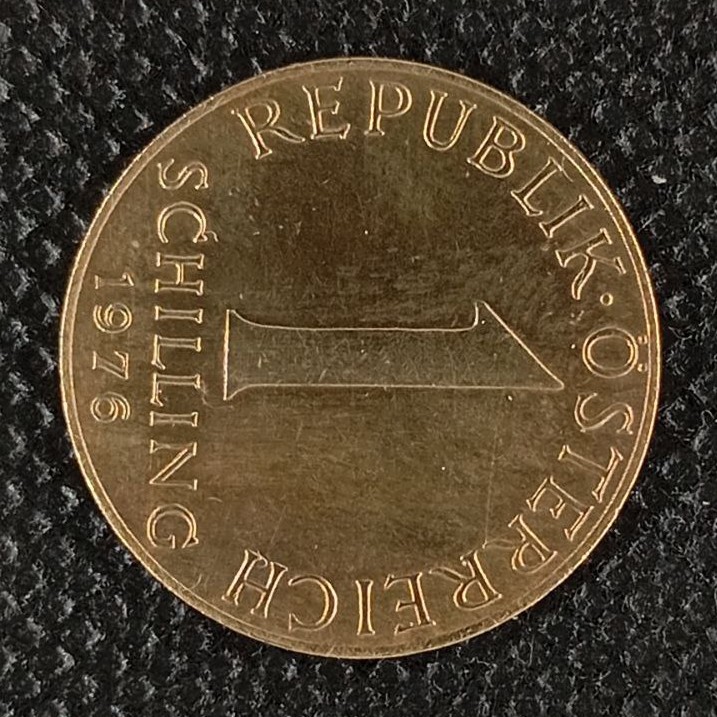 REPUBLIK · ÖSTERREICH
1
SCHILLING
1976